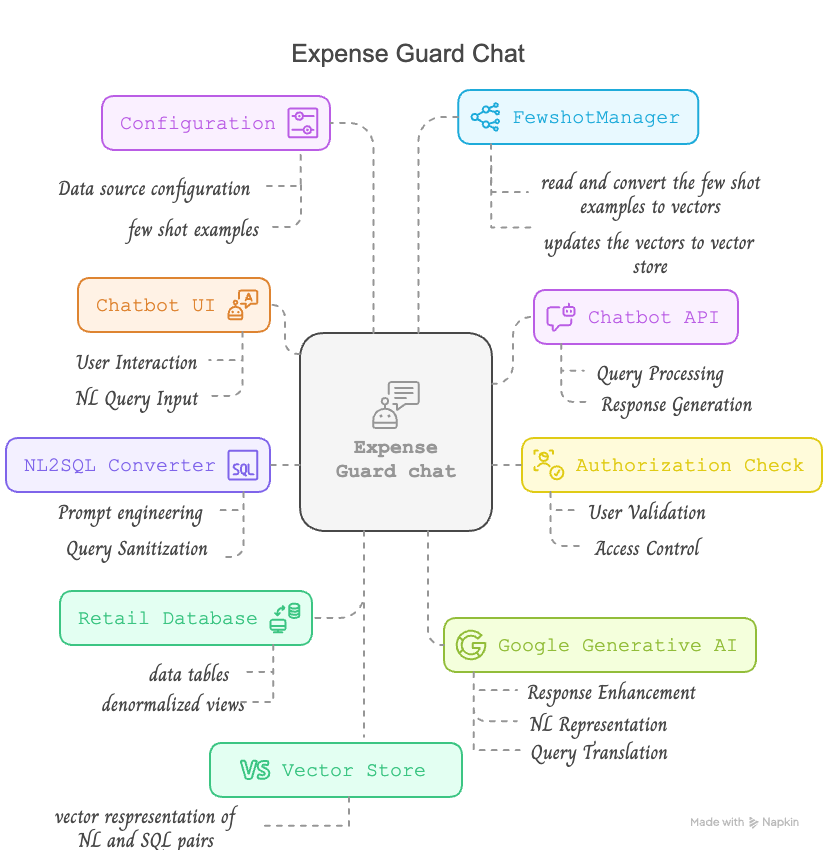 Expense Guard Chat
Configuration
Data source configuration
few shot examples
FewshotManager
read and convert the few shot
examples to vectors
updates the vectors to vector
store
Chatbot UI
A
User Interaction
NL Query Input
Chatbot API
Query Processing
Response Generation
Expense
Guard chat
NL2SQL Converter
SQL
Prompt engineering
Query Sanitization
Authorization Check
User Validation
Access Control
Retail Database
data tables
denormalized views
G
Google Generative AI
Response Enhancement
NL Representation
Query Translation
VS
Vector Store
vector respresentation of
NL and SQL pairs
Made with Napkin